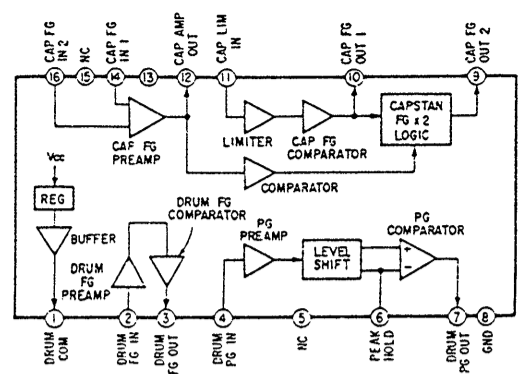 CAP FG
IN 2
NC
CAP FG
IN 1
CAP AMP
OUT
CAP LIM
IN
CAP FG
OUT 1
CAP FG
OUT 2
16
15
14
13
12
11
10
9
CAP FG
PREAMP
LIMITER
CAP FG
COMPARATOR
CAPSTAN
FG x 2
LOGIC
COMPARATOR
Vcc
REG
BUFFER
DRUM
FG
PREAMP
DRUM FG
COMPARATOR
PG
PREAMP
LEVEL
SHIFT
PG
COMPARATOR
+
−
1
2
3
4
5
6
7
8
DRUM
COM
DRUM
FG IN
DRUM
FG OUT
DRUM
PG IN
NC
PEAK
HOLD
DRUM
PG OUT
GND